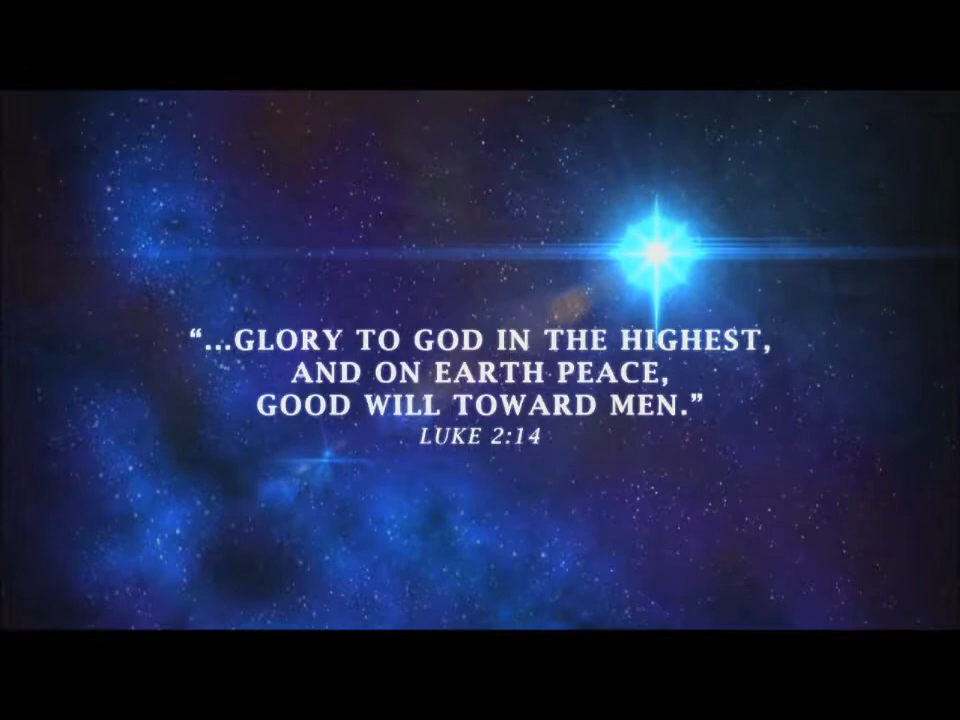 “...GLORY TO GOD IN THE HIGHEST,
AND ON EARTH PEACE,
GOOD WILL TOWARD MEN.”
LUKE 2:14